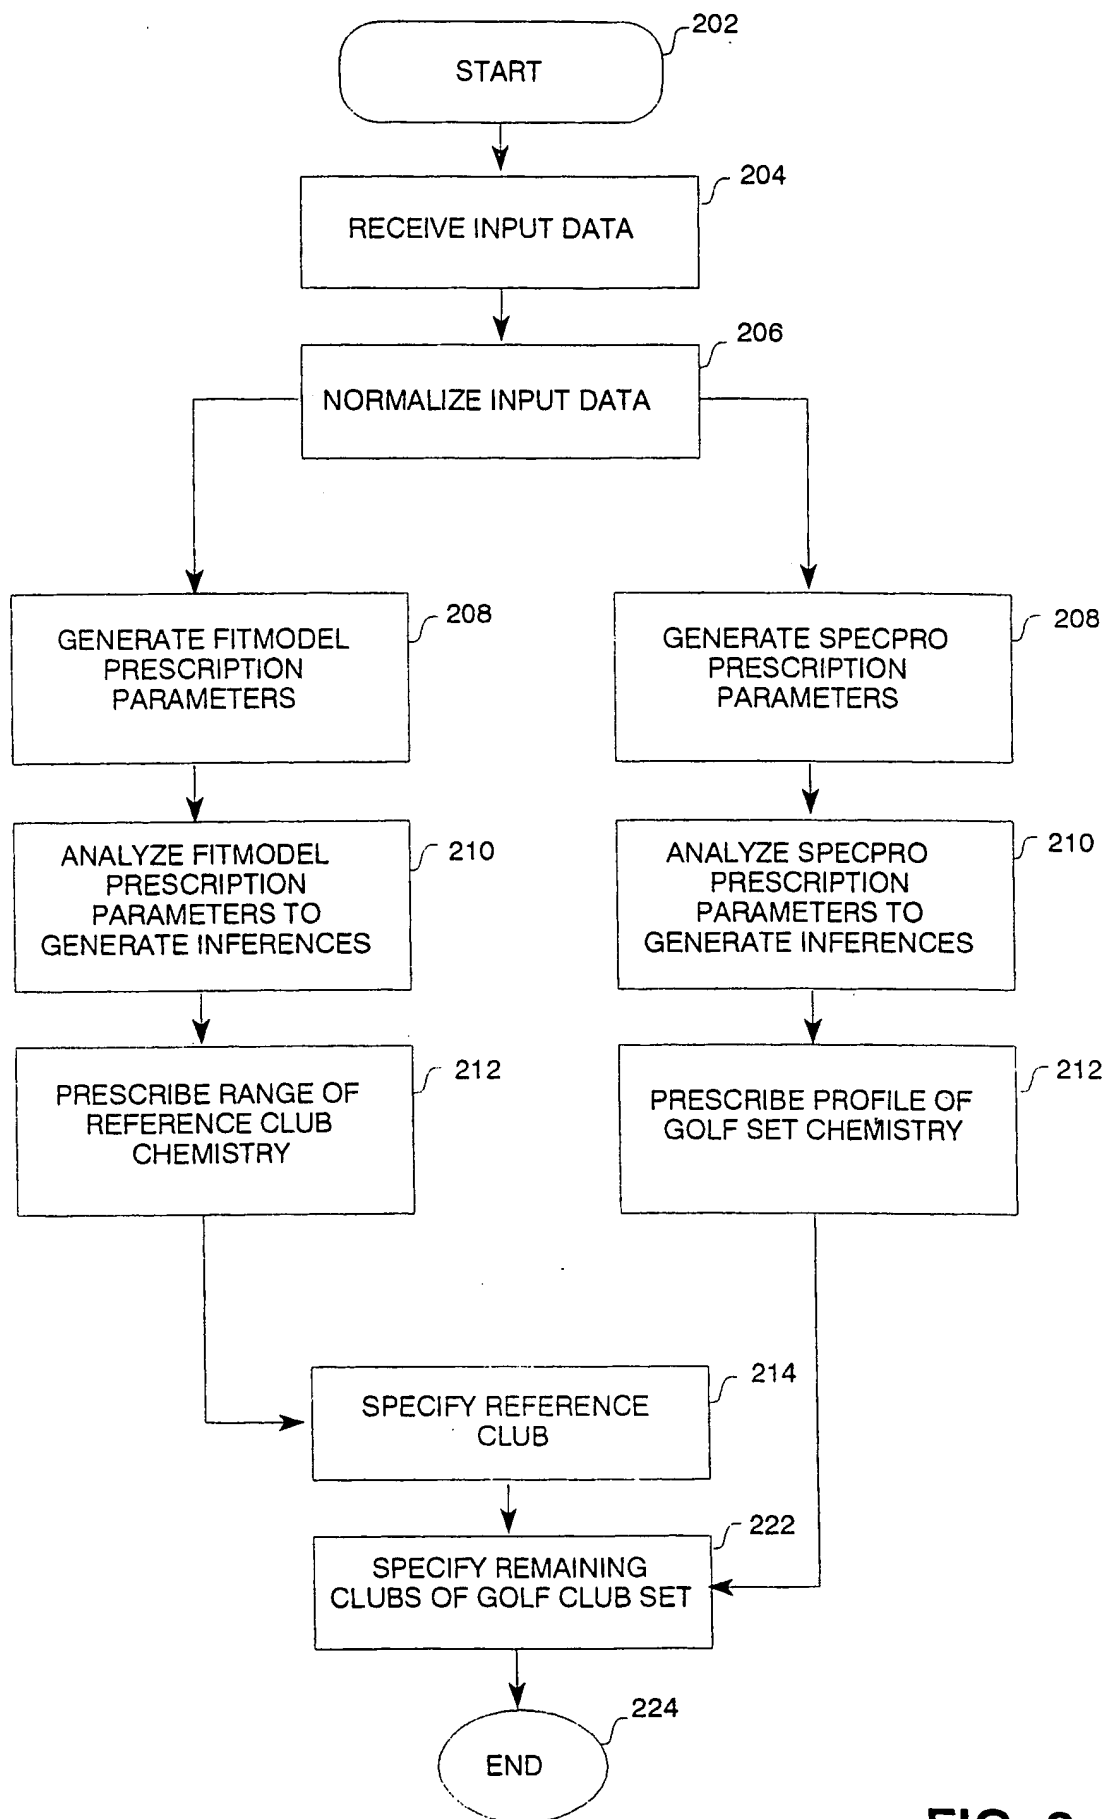 START
202
RECEIVE INPUT DATA
204
NORMALIZE INPUT DATA
206
GENERATE FITMODEL
PRESCRIPTION
PARAMETERS
208
GENERATE SPECPRO
PRESCRIPTION
PARAMETERS
208
ANALYZE FITMODEL
PRESCRIPTION
PARAMETERS TO
GENERATE INFERENCES
210
ANALYZE SPECPRO
PRESCRIPTION
PARAMETERS TO
GENERATE INFERENCES
210
PRESCRIBE RANGE OF
REFERENCE CLUB
CHEMISTRY
212
PRESCRIBE PROFILE OF
GOLF SET CHEMISTRY
212
SPECIFY REFERENCE
CLUB
214
SPECIFY REMAINING
CLUBS OF GOLF CLUB SET
222
END
224
FIG.